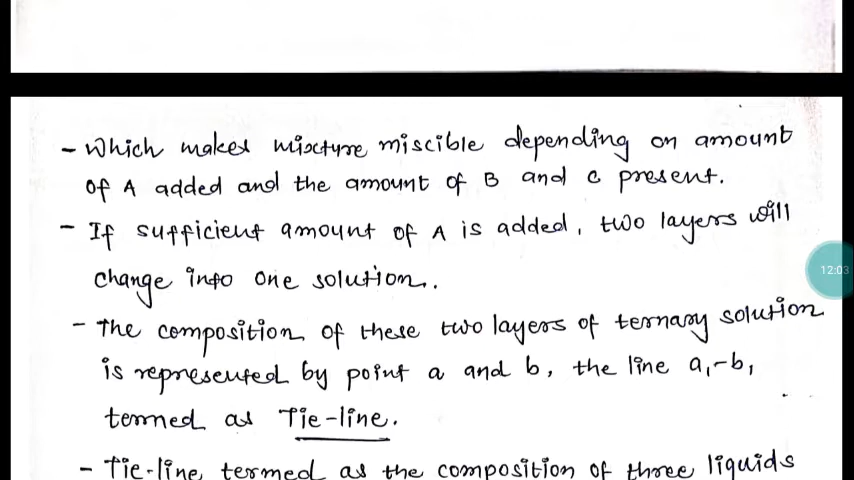 - Which makes mixture miscible depending on amount
of A added and the amount of B and C present.
- If sufficient amount of A is added, two layers will
change into one solution..
12:03
- The composition of these two layers of ternary solution
is represented by point a and b, the line a,-b,
termed as Tie-line.
- Tie-line termed as the composition of three liquids